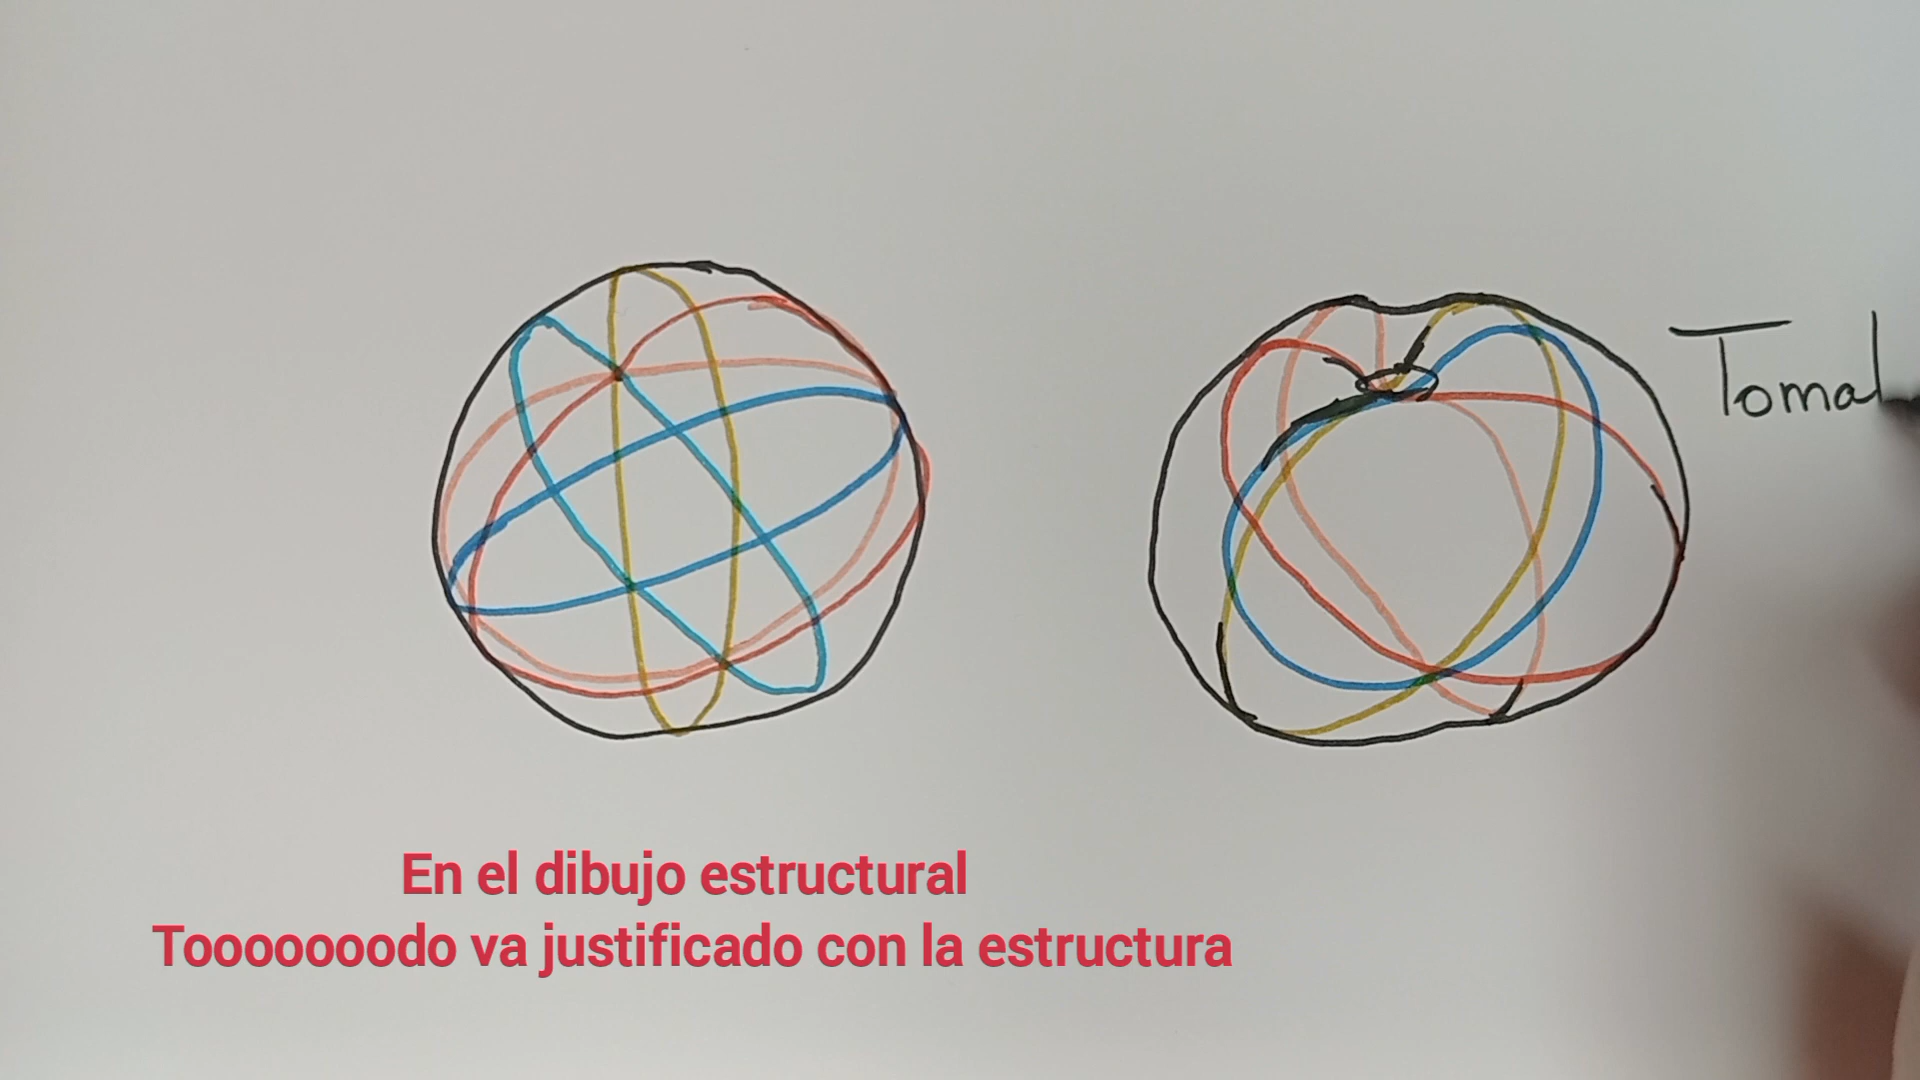 Tomat
En el dibujo estructural
Tooooooodo va justificado con la estructura